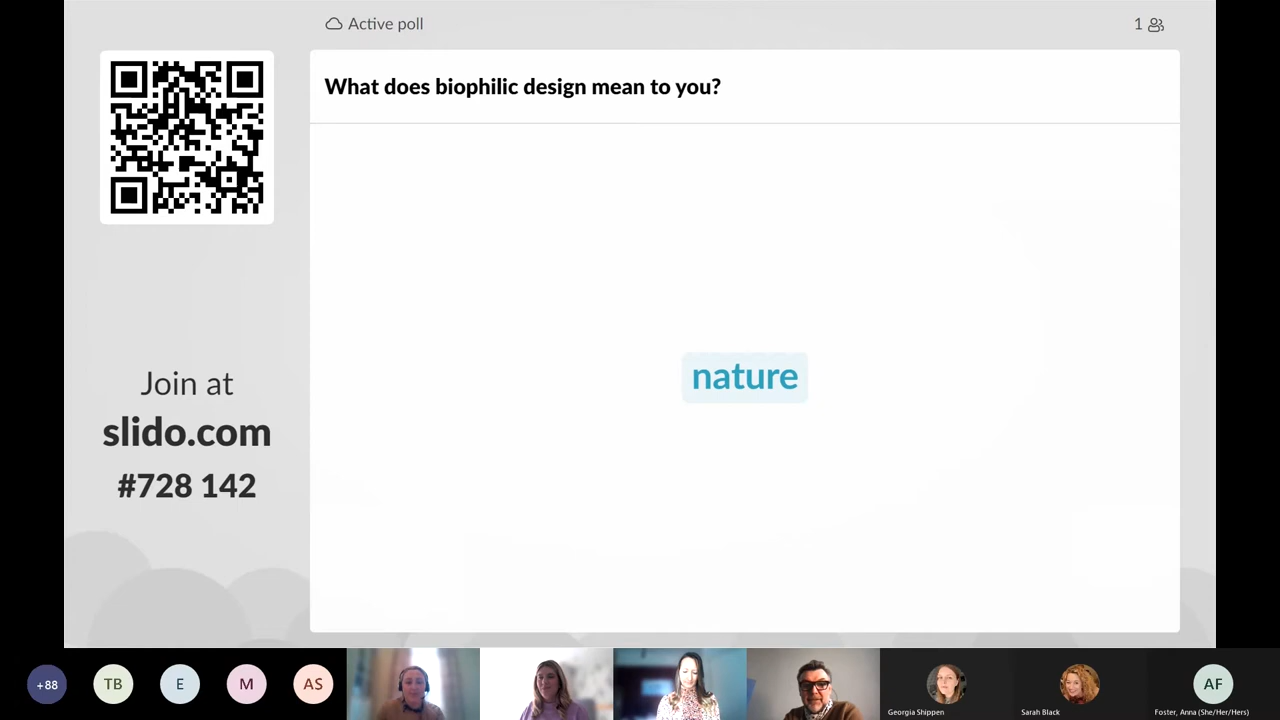 Active poll
1
What does biophilic design mean to you?
nature
Join at
slido.com
#728 142
+88
TB
E
M
AS
AF
Georgia Shippen
Sarah Black
Foster, Anna (She/Her/Hers)